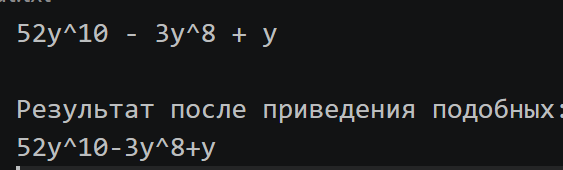 52y^10 - 3y^8 + y
Результат после приведения подобных:
52y^10-3y^8+y